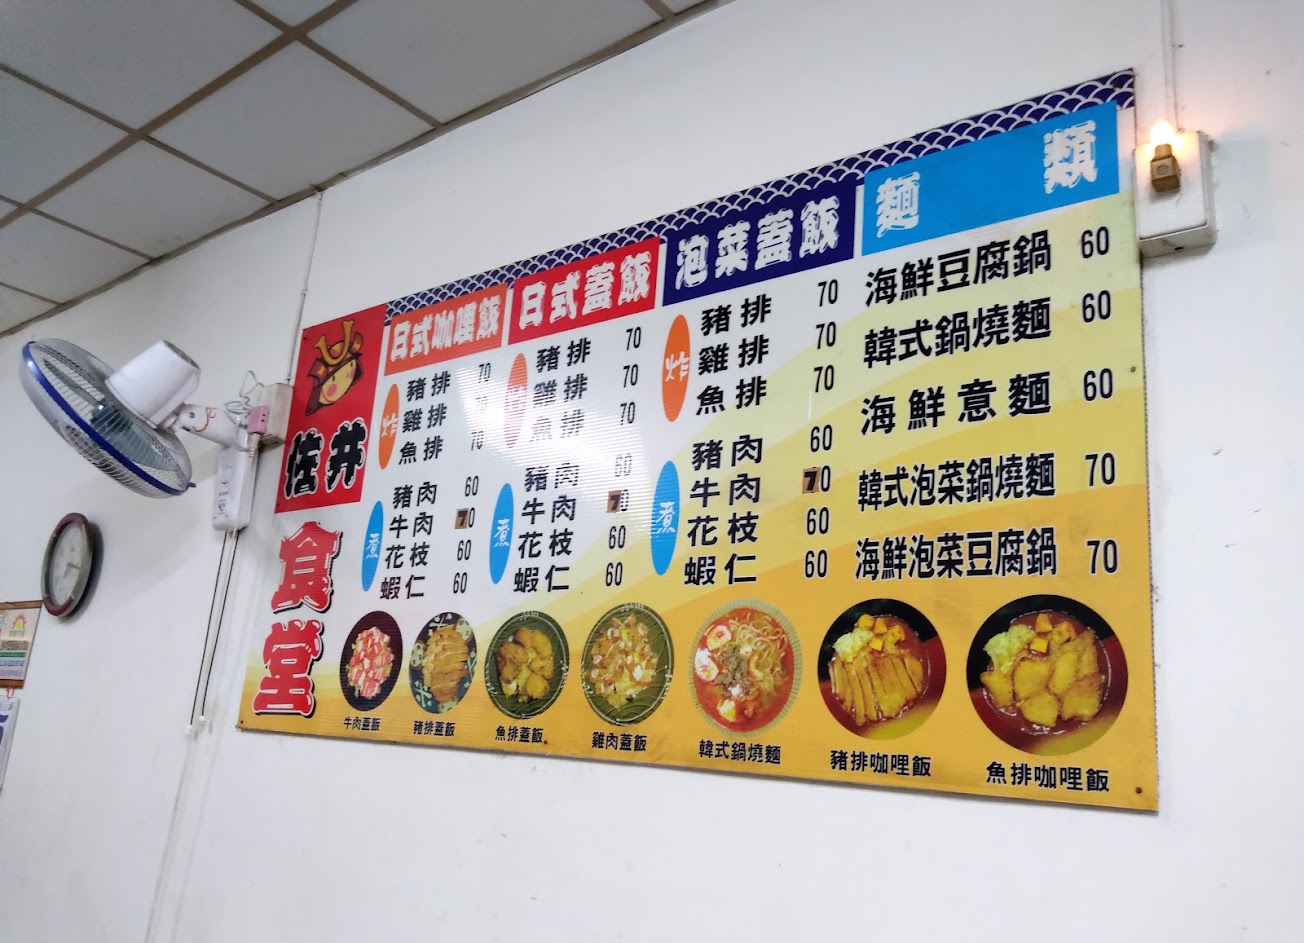 佐井
食堂
日式咖哩飯
炸
豬排 70
雞排 70
魚排 70
煮
豬肉 60
牛肉 70
花枝 60
蝦仁 60
日式蓋飯
豬排 70
雞排 70
魚排 70
煮
豬肉 60
牛肉 70
花枝 60
蝦仁 60
泡菜蓋飯
炸
豬排 70
雞排 70
魚排 70
煮
豬肉 60
牛肉 70
花枝 60
蝦仁 60
麵類
海鮮豆腐鍋 60
韓式鍋燒麵 60
海鮮意麵 60
韓式泡菜鍋燒麵 70
海鮮泡菜豆腐鍋 70
牛肉蓋飯
豬排蓋飯
魚排蓋飯
雞肉蓋飯
韓式鍋燒麵
豬排咖哩飯
魚排咖哩飯